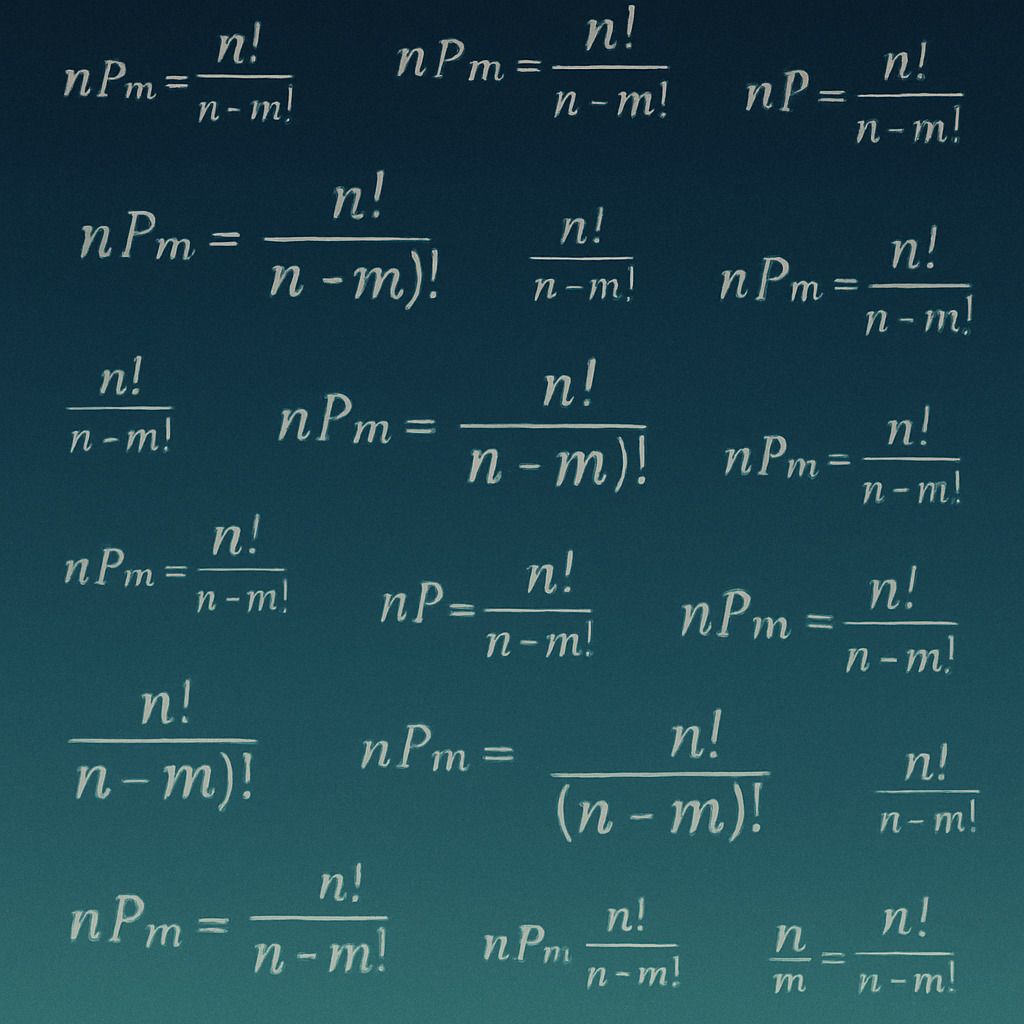 nPm = n!/n-m!
nPm = n!/n-m!
nP = n!/n-m!
nPm = n!/n-m)!
n!/n-m!
nPm = n!/n-m!
n!/n-m!
nPm = n!/n-m)!
nPm = n!/n-m!
nPm = n!/n-m!
nP = n!/n-m!
nPm = n!/n-m!
n!/n-m)!
nPm = n!/(n-m)!
n!/n-m!
nPm = n!/n-m!
nPm n!/n-m!
n/m = n!/n-m!